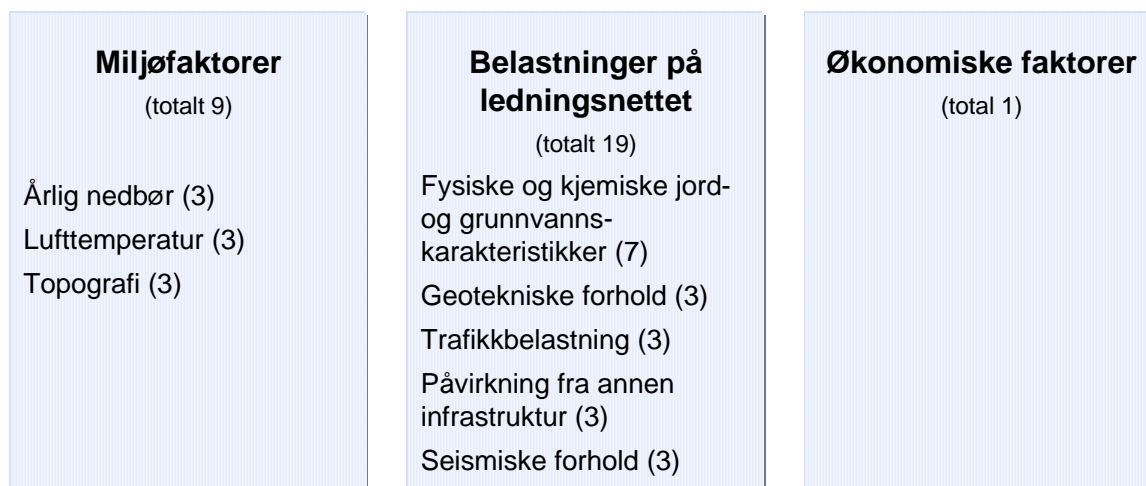 Miljøfaktorer
(totalt 9)
Årlig nedbør (3)
Lufttemperatur (3)
Topografi (3)
Belastninger på
ledningsnettet
(totalt 19)
Fysiske og kjemiske jord-
og grunnvanns-
karakteristikker (7)
Geotekniske forhold (3)
Trafikkbelastning (3)
Påvirkning fra annen
infrastruktur (3)
Seismiske forhold (3)
Økonomiske faktorer
(total 1)